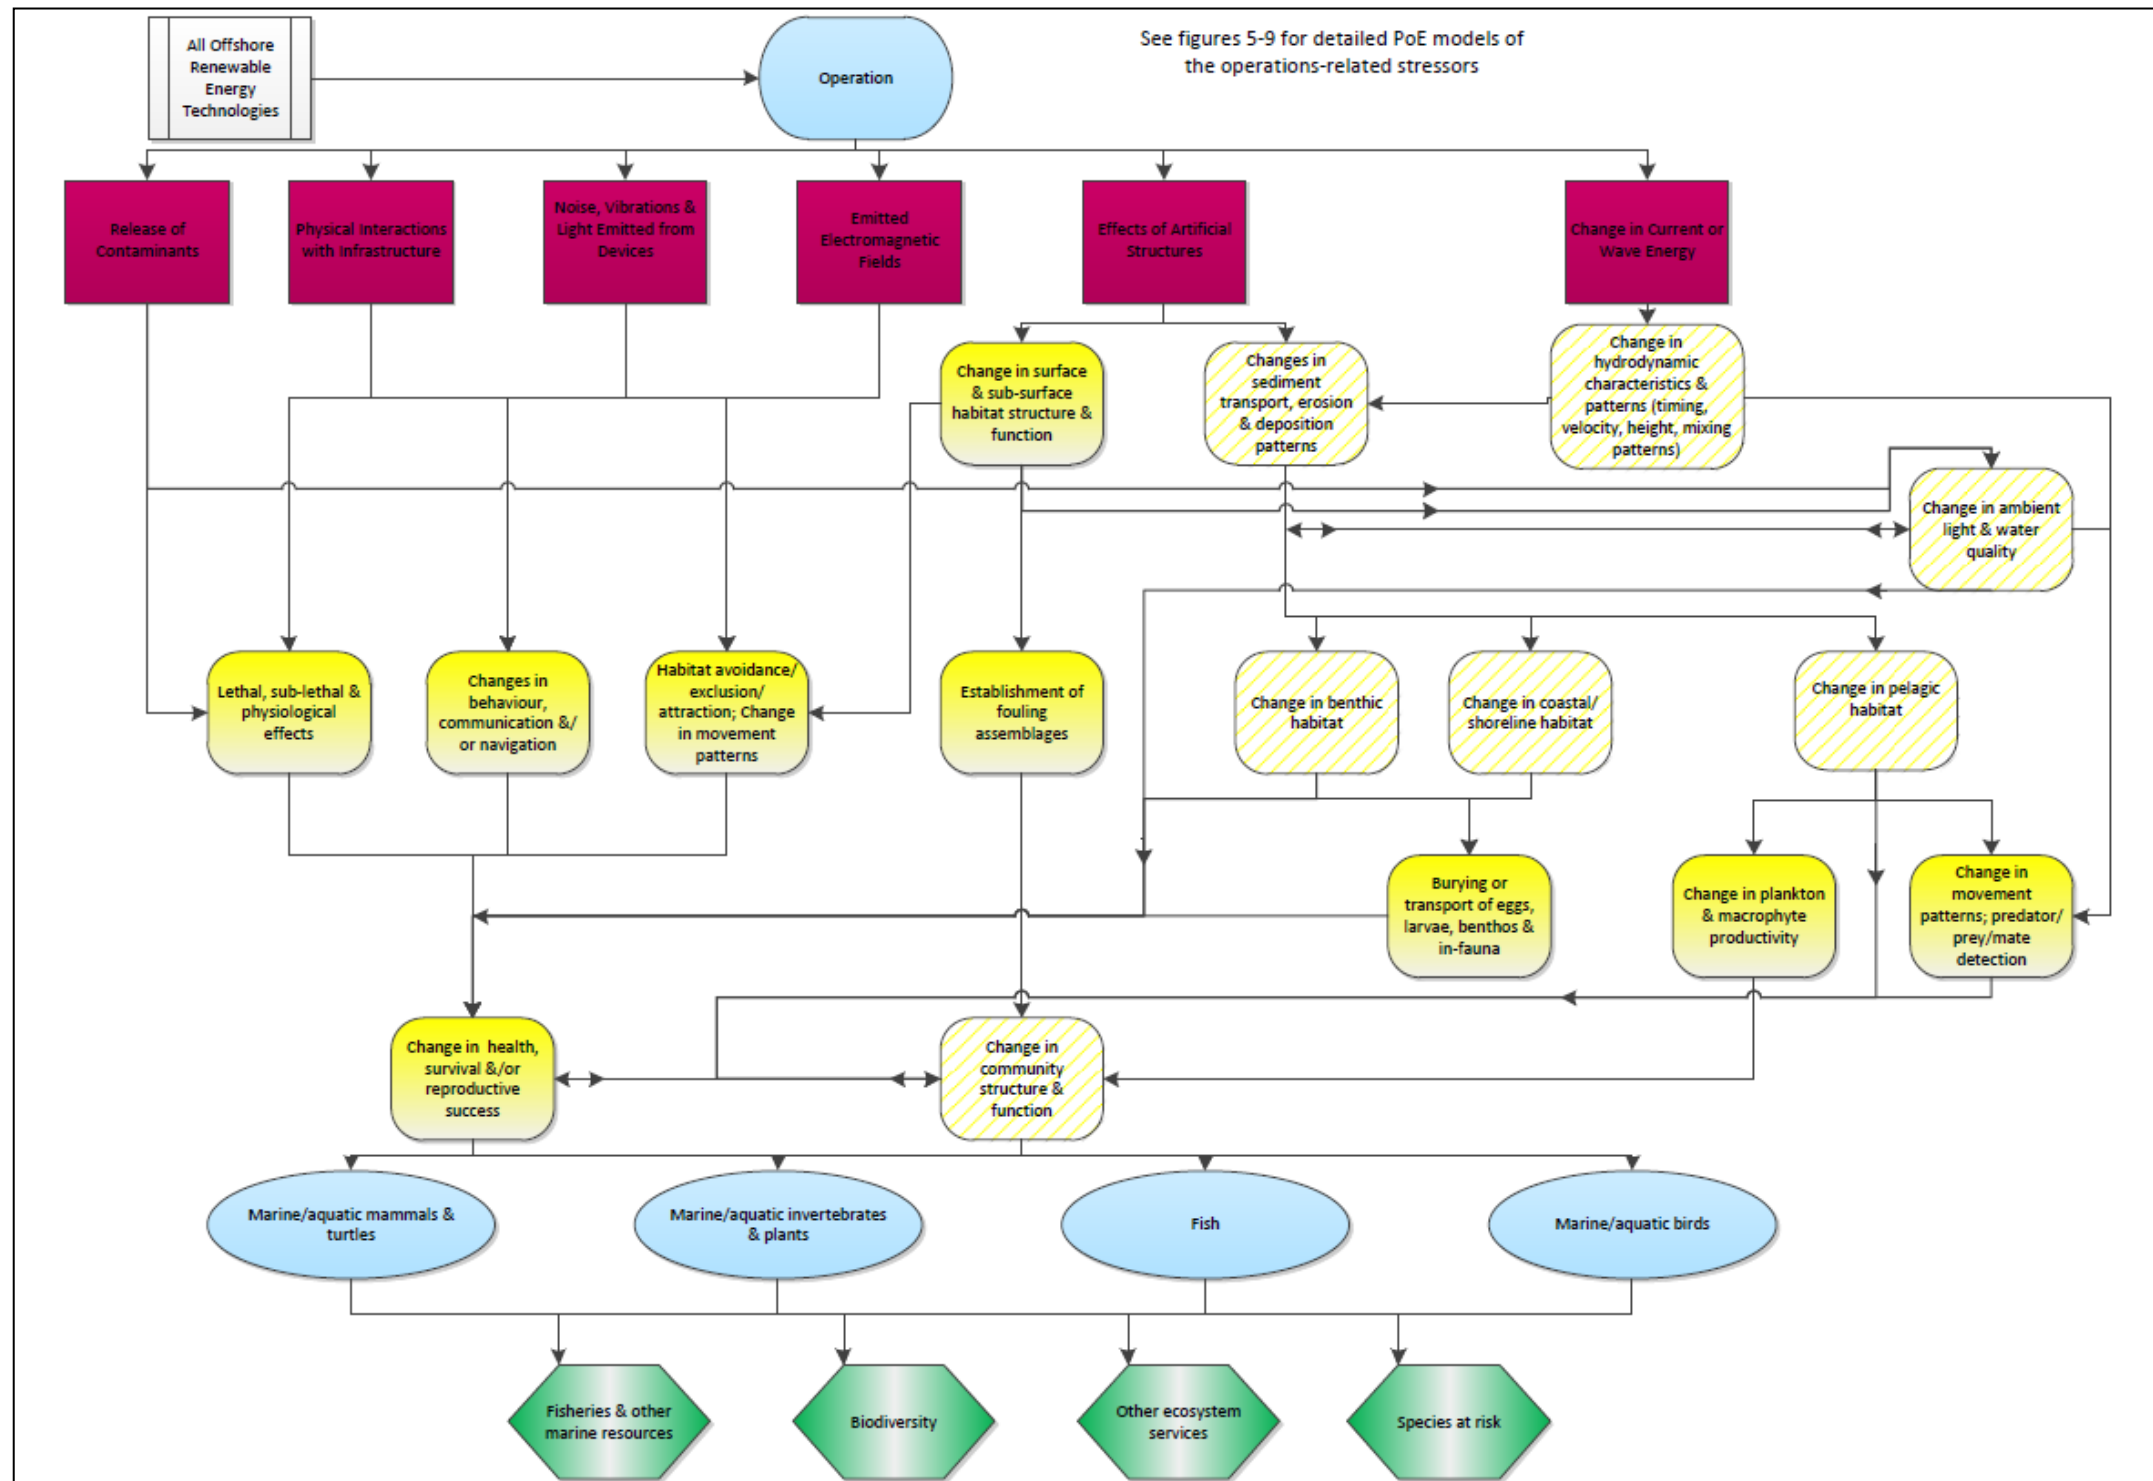 All Offshore
Renewable
Energy
Technologies
Operation
See figures 5-9 for detailed PoE models of
the operations-related stressors
Release of
Contaminants
Physical Interactions
with Infrastructure
Noise, Vibrations &
Light Emitted from
Devices
Emitted
Electromagnetic
Fields
Effects of Artificial
Structures
Change in Current or
Wave Energy
Change in surface
& sub-surface
habitat structure &
function
Changes in
sediment
transport, erosion
& deposition
patterns
Change in
hydrodynamic
characteristics &
patterns (timing,
velocity, height, mixing
patterns)
Change in ambient
light & water
quality
Lethal, sub-lethal &
physiological
effects
Changes in
behaviour,
communication &/
or navigation
Habitat avoidance/
exclusion/
attraction; Change
in movement
patterns
Establishment of
fouling
assemblages
Change in benthic
habitat
Change in coastal/
shoreline habitat
Change in pelagic
habitat
Burying or
transport of eggs,
larvae, benthos &
in-fauna
Change in plankton
& macrophyte
productivity
Change in
movement
patterns; predator/
prey/mate
detection
Change in health,
survival &/or
reproductive
success
Change in
community
structure &
function
Marine/aquatic mammals &
turtles
Marine/aquatic invertebrates
& plants
Fish
Marine/aquatic birds
Fisheries & other
marine resources
Biodiversity
Other ecosystem
services
Species at risk